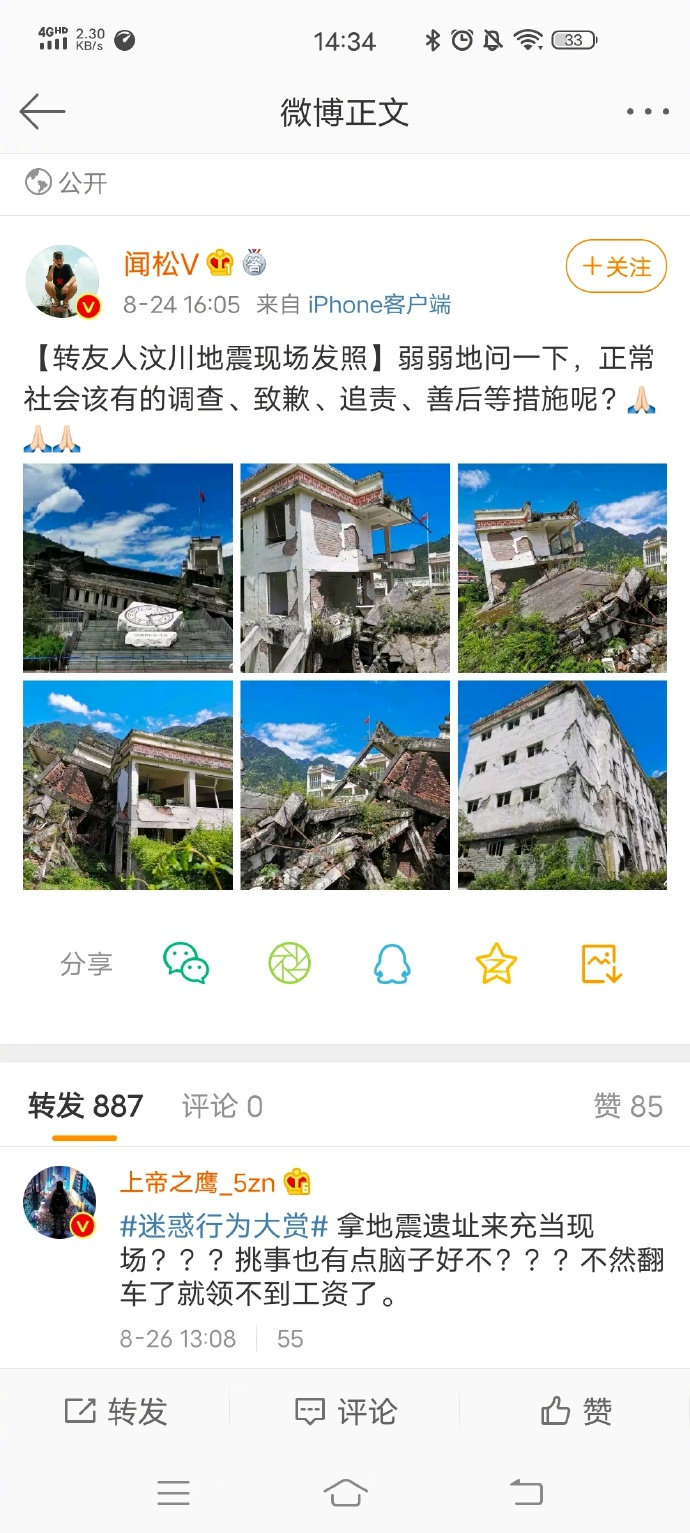 4GHD 2.30 KB/s 14:34 33
微博正文
公开
闻松V
+关注
8-24 16:05 来自 iPhone客户端
【转友人汶川地震现场发照】弱弱地问一下，正常
社会该有的调查、致歉、追责、善后等措施呢？🙏🏻
🙏🏻🙏🏻
分享
转发 887 评论 0 赞 85
上帝之鹰_5zn
#迷惑行为大赏# 拿地震遗址来充当现
场？？？挑事也有点脑子好不？？？不然翻
车了就领不到工资了。
8-26 13:08 55
转发 评论 赞